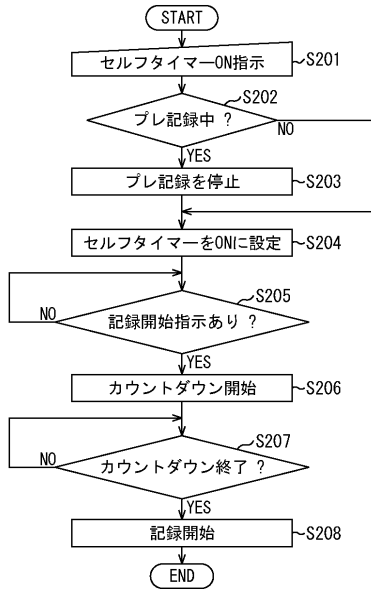 START
セルフタイマーON指示
S201
プレ記録中 ?
S202
NO
YES
プレ記録を停止
S203
セルフタイマーをONに設定
S204
記録開始指示あり ?
S205
NO
YES
カウントダウン開始
S206
カウントダウン終了 ?
S207
NO
YES
記録開始
S208
END